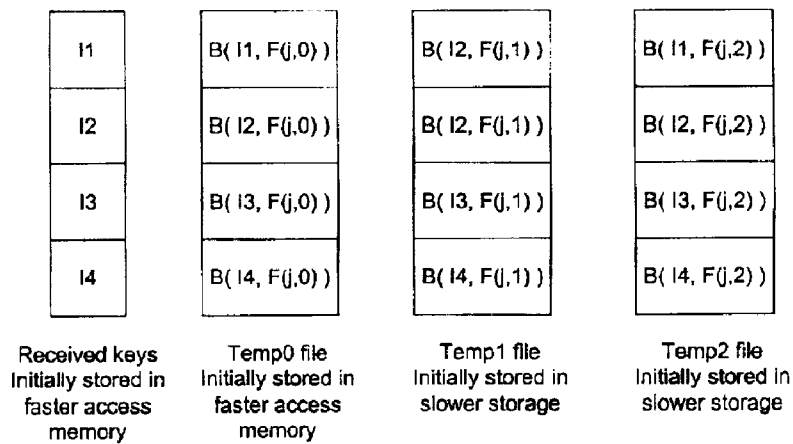 I1
B( I1, F(j,0) )
B( I2, F(j,1) )
B( I1, F(j,2) )
I2
B( I2, F(j,0) )
B( I2, F(j,1) )
B( I2, F(j,2) )
I3
B( I3, F(j,0) )
B( I3, F(j,1) )
B( I3, F(j,2) )
I4
B( I4, F(j,0) )
B( I4, F(j,1) )
B( I4, F(j,2) )
Received keys
Initially stored in
faster access
memory
Temp0 file
Initially stored in
faster access
memory
Temp1 file
Initially stored in
slower storage
Temp2 file
Initially stored in
slower storage